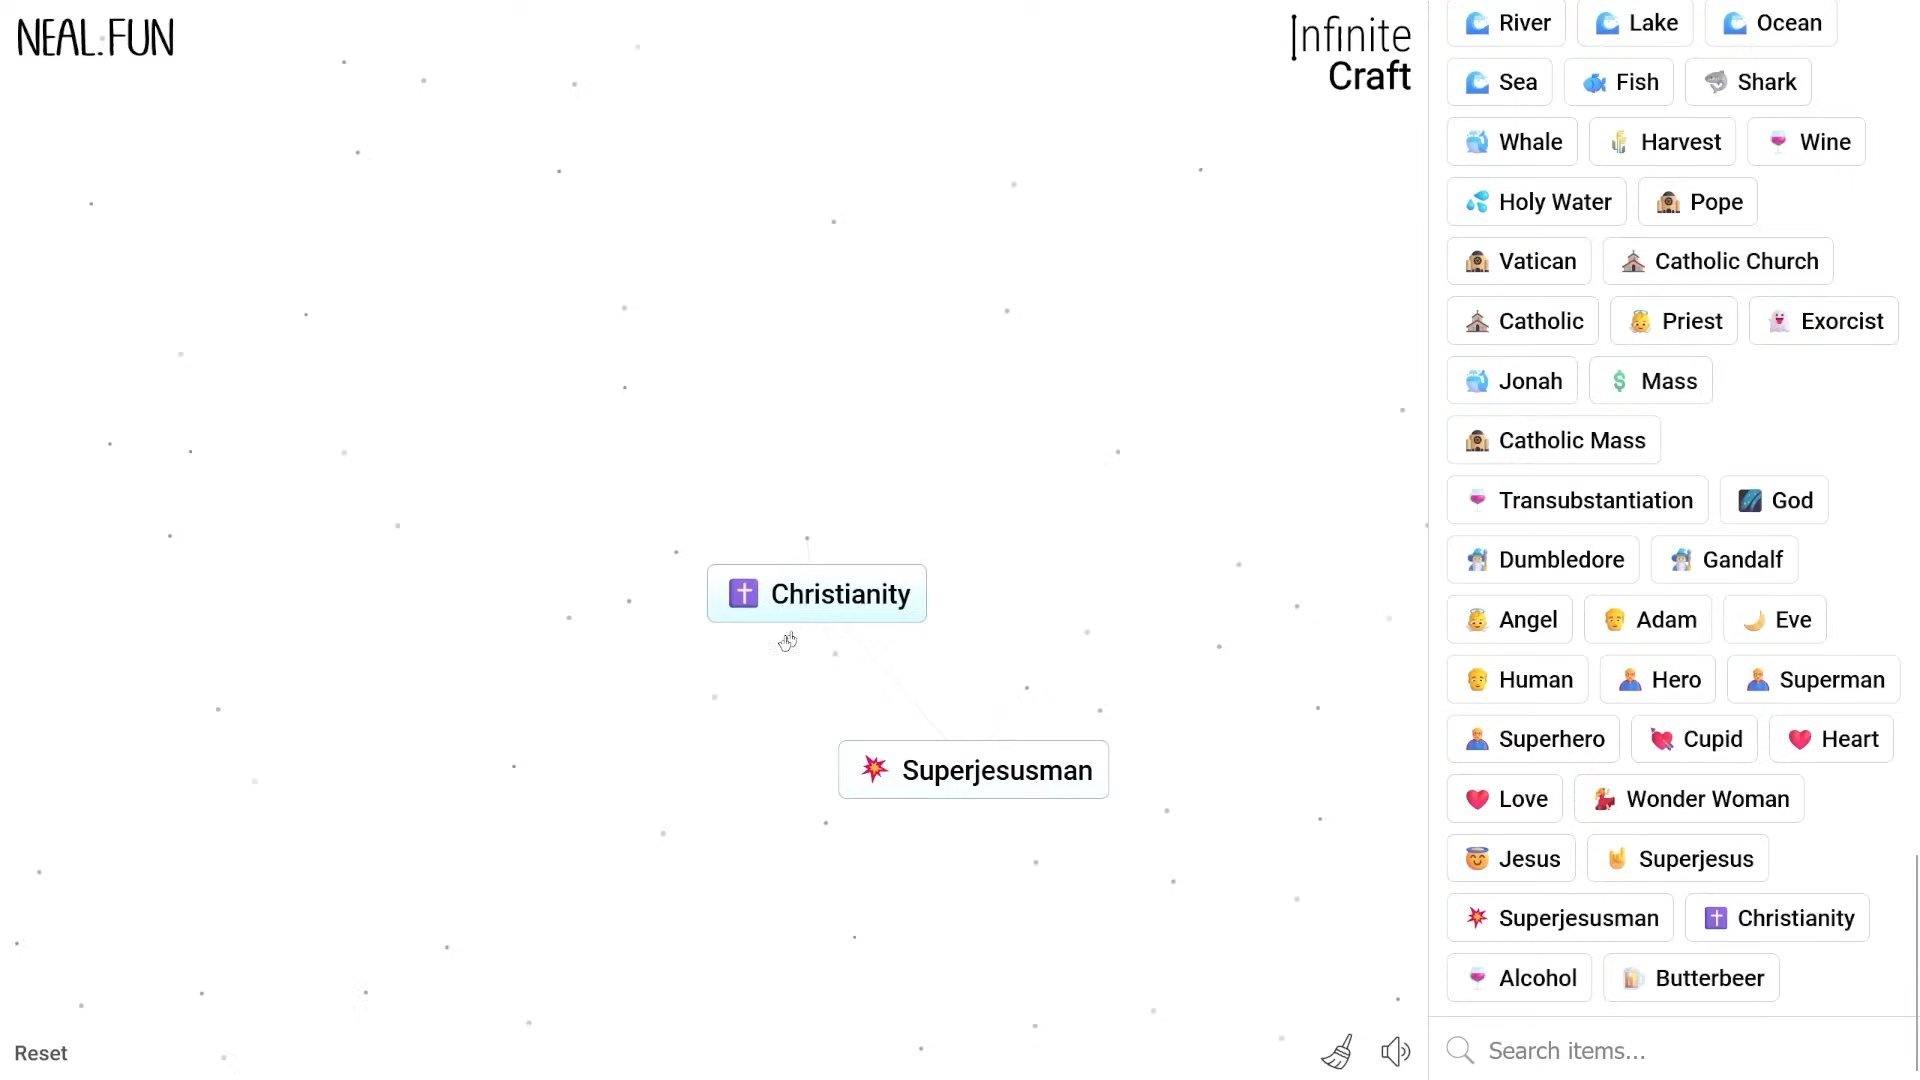 NEAL.FUN
Infinite
Craft
River Lake Ocean
Sea Fish Shark
Whale Harvest Wine
Holy Water Pope
Vatican Catholic Church
Catholic Priest Exorcist
Jonah Mass
Catholic Mass
Transubstantiation God
Dumbledore Gandalf
Angel Adam Eve
Human Hero Superman
Superhero Cupid Heart
Love Wonder Woman
Jesus Superjesus
Superjesusman Christianity
Alcohol Butterbeer
Christianity
Superjesusman
Reset
Search items...